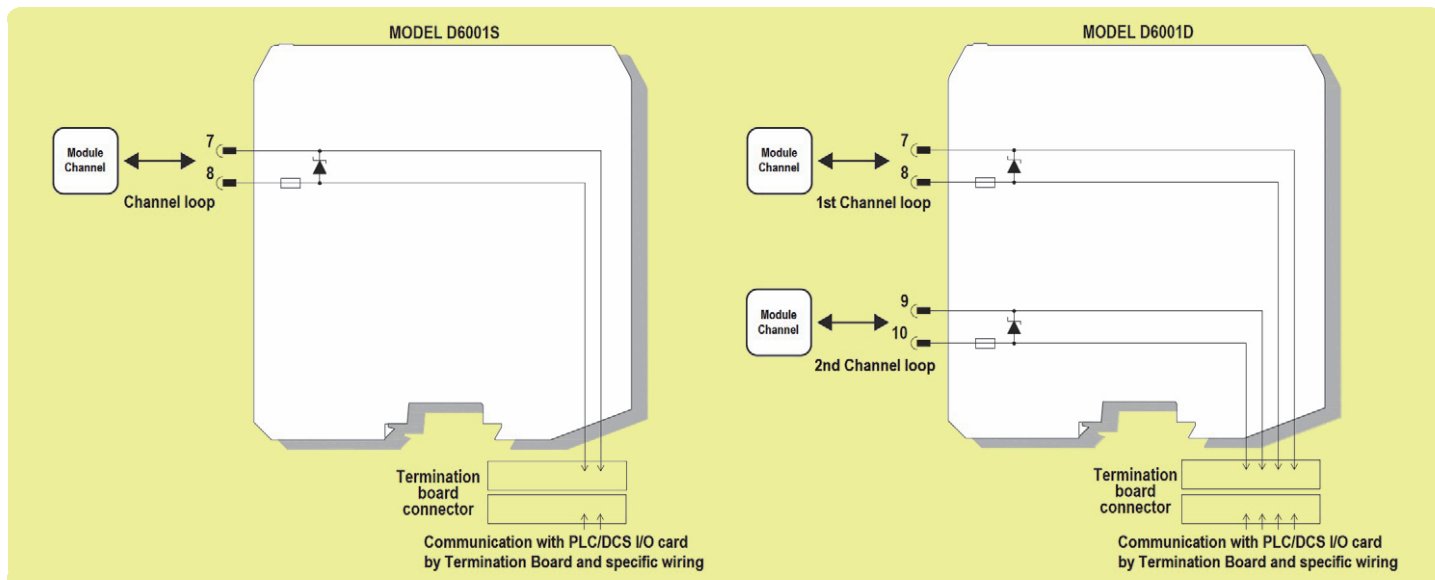 MODEL D6001S
Module
Channel
7
8
Channel loop
Termination
board
connector
Communication with PLC/DCS I/O card
by Termination Board and specific wiring
MODEL D6001D
Module
Channel
7
8
1st Channel loop
Module
Channel
9
10
2nd Channel loop
Termination
board
connector
Communication with PLC/DCS I/O card
by Termination Board and specific wiring